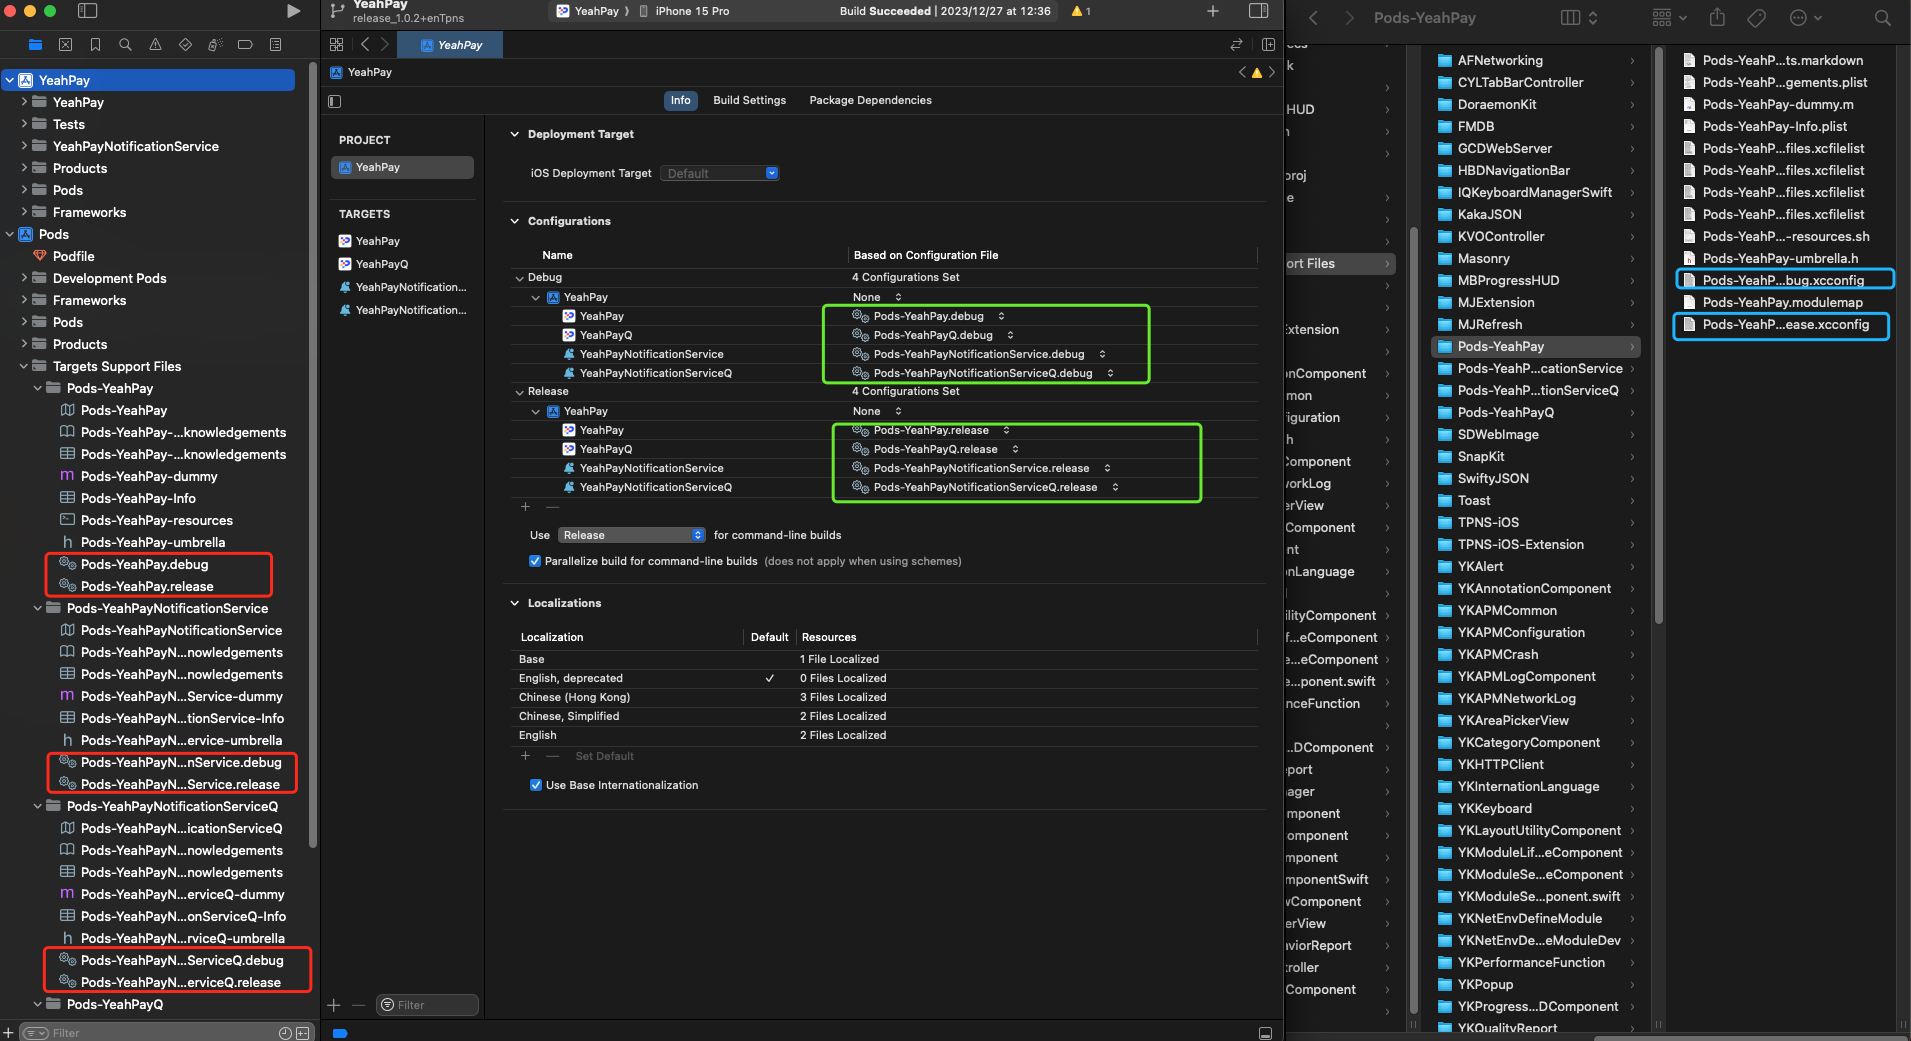 YeahPay
release_1.0.2+enTpns
YeahPay
iPhone 15 Pro
Build Succeeded | 2023/12/27 at 12:36
1
YeahPay
YeahPay
Info
Build Settings
Package Dependencies
YeahPay
YeahPay
Tests
YeahPayNotificationService
Products
Pods
Frameworks
Pods
Podfile
Development Pods
Frameworks
Pods
Products
Targets Support Files
Pods-YeahPay
Pods-YeahPay
Pods-YeahPay-...knowledgements
Pods-YeahPay-...knowledgements
Pods-YeahPay-dummy
Pods-YeahPay-Info
Pods-YeahPay-resources
Pods-YeahPay-umbrella
Pods-YeahPay.debug
Pods-YeahPay.release
Pods-YeahPayNotificationService
Pods-YeahPayNotificationService
Pods-YeahPayN...nowledgements
Pods-YeahPayN...nowledgements
Pods-YeahPayN...Service-dummy
Pods-YeahPayN...tionService-Info
Pods-YeahPayN...ervice-umbrella
Pods-YeahPayN...nService.debug
Pods-YeahPayN...Service.release
Pods-YeahPayNotificationServiceQ
Pods-YeahPayN...icationServiceQ
Pods-YeahPayN...nowledgements
Pods-YeahPayN...nowledgements
Pods-YeahPayN...erviceQ-dummy
Pods-YeahPayN...onServiceQ-Info
Pods-YeahPayN...rviceQ-umbrella
Pods-YeahPayN...ServiceQ.debug
Pods-YeahPayN...erviceQ.release
Pods-YeahPayQ
Filter
PROJECT
YeahPay
TARGETS
YeahPay
YeahPayQ
YeahPayNotification...
YeahPayNotification...
Filter
Deployment Target
iOS Deployment Target
Default
Configurations
Name
Based on Configuration File
Debug
4 Configurations Set
YeahPay
None
YeahPay
Pods-YeahPay.debug
YeahPayQ
Pods-YeahPayQ.debug
YeahPayNotificationService
Pods-YeahPayNotificationService.debug
YeahPayNotificationServiceQ
Pods-YeahPayNotificationServiceQ.debug
Release
4 Configurations Set
YeahPay
None
YeahPay
Pods-YeahPay.release
YeahPayQ
Pods-YeahPayQ.release
YeahPayNotificationService
Pods-YeahPayNotificationService.release
YeahPayNotificationServiceQ
Pods-YeahPayNotificationServiceQ.release
Use
Release
for command-line builds
Parallelize build for command-line builds (does not apply when using schemes)
Localizations
Localization
Default
Resources
Base
1 File Localized
English, deprecated
0 Files Localized
Chinese (Hong Kong)
3 Files Localized
Chinese, Simplified
2 Files Localized
English
2 Files Localized
Set Default
Use Base Internationalization
Pods-YeahPay
k
HUD
roj
e
ort Files
Extension
onComponent
mon
figuration
h
Component
workLog
erView
Component
nt
onLanguage
ilityComponent
f...eComponent
e...eComponent
e...ponent.swift
nceFunction
...DComponent
port
ager
mponent
omponent
mponent
mponentSwift
wComponent
erView
aviorReport
troller
Component
AFNetworking
CYLTabBarController
DoraemonKit
FMDB
GCDWebServer
HBDNavigationBar
IQKeyboardManagerSwift
KakaJSON
KVOController
Masonry
MBProgressHUD
MJExtension
MJRefresh
Pods-YeahPay
Pods-YeahP...cationService
Pods-YeahP...tionServiceQ
Pods-YeahPayQ
SDWebImage
SnapKit
SwiftyJSON
Toast
TPNS-iOS
TPNS-iOS-Extension
YKAlert
YKAnnotationComponent
YKAPMCommon
YKAPMConfiguration
YKAPMCrash
YKAPMLogComponent
YKAPMNetworkLog
YKAreaPickerView
YKCategoryComponent
YKHTTPClient
YKInternationLanguage
YKKeyboard
YKLayoutUtilityComponent
YKModuleLif...eComponent
YKModuleSe...eComponent
YKModuleSe...ponent.swift
YKNetEnvDefineModule
YKNetEnvDe...eModuleDev
YKPerformanceFunction
YKPopup
YKProgress...DComponent
YKQualityReport
Pods-YeahP...ts.markdown
Pods-YeahP...gements.plist
Pods-YeahPay-dummy.m
Pods-YeahPay-Info.plist
Pods-YeahP...files.xcfilelist
Pods-YeahP...files.xcfilelist
Pods-YeahP...files.xcfilelist
Pods-YeahP...files.xcfilelist
Pods-YeahP...-resources.sh
Pods-YeahPay-umbrella.h
Pods-YeahP...bug.xcconfig
Pods-YeahPay.modulemap
Pods-YeahP...ease.xcconfig